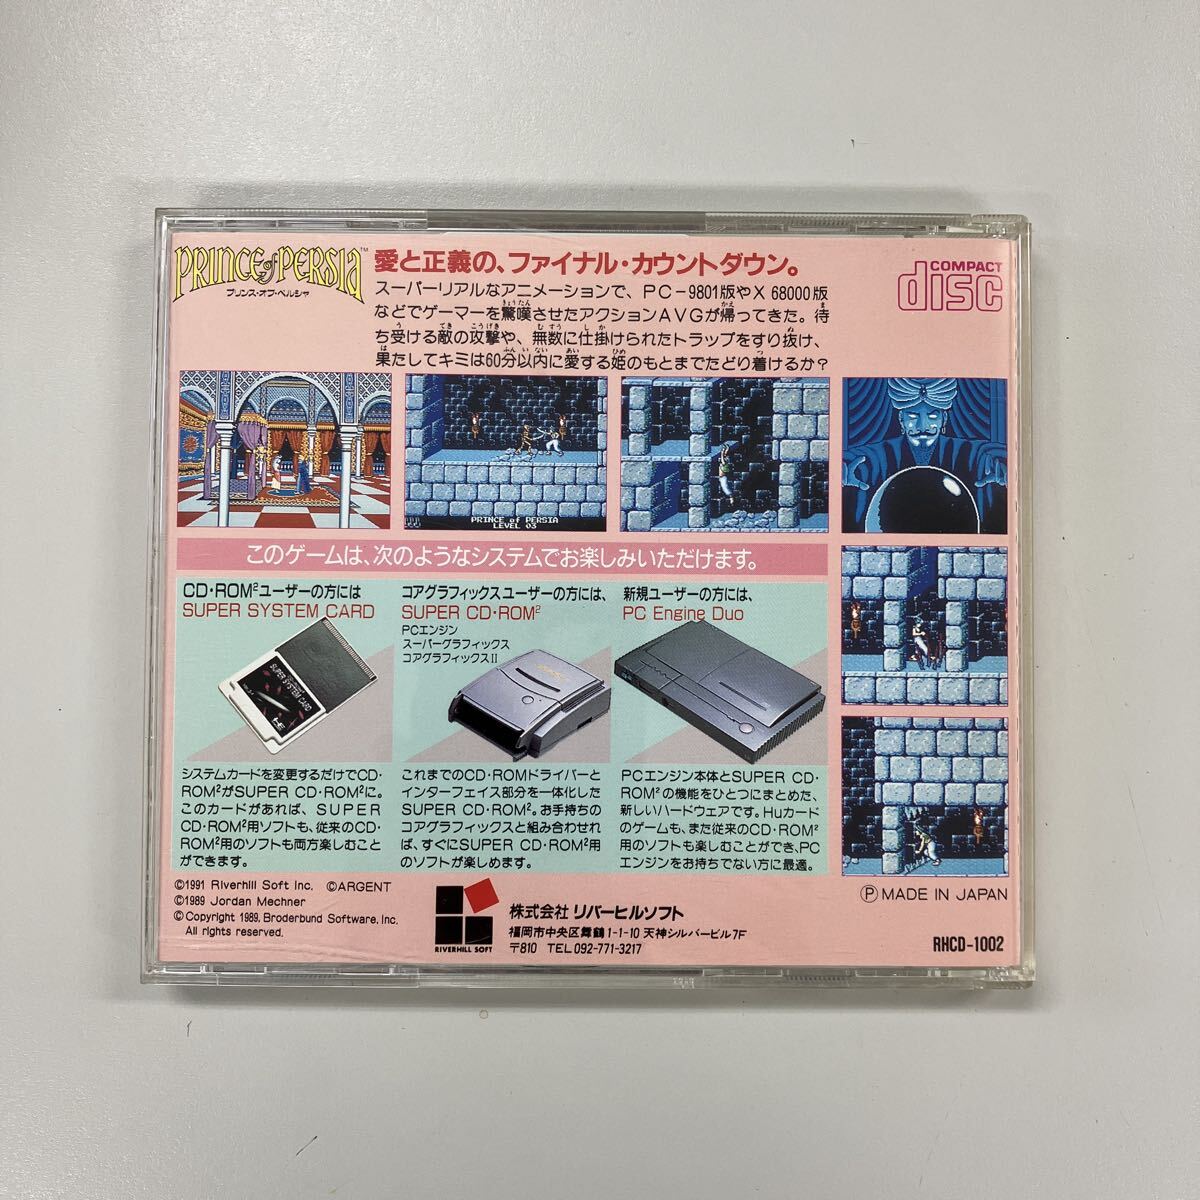 PRINCE of PERSIA™
プリンス・オブ・ペルシャ
愛と正義の、ファイナル・カウントダウン。
スーパーリアルなアニメーションで、PC-9801版やX 68000版
などでゲーマーを驚嘆させたアクションAVGが帰ってきた。待
ち受ける敵の攻撃や、無数に仕掛けられたトラップをすり抜け、
果たしてキミは60分以内に愛する姫のもとまでたどり着けるか?
COMPACT
disc
PRINCE of PERSIA
LEVEL 03
このゲームは、次のようなシステムでお楽しみいただけます。
CD・ROM²ユーザーの方には
SUPER SYSTEM CARD
SUPER SYSTEM CARD
システムカードを変更するだけでCD・
ROM²がSUPER CD・ROM²に。
このカードがあれば、SUPER
CD・ROM²用ソフトも、従来のCD・
ROM²用のソフトも両方楽しむこと
ができます。
コアグラフィックスユーザーの方には、
SUPER CD・ROM²
PCエンジン
スーパーグラフィックス
コアグラフィックスII
これまでのCD・ROMドライバーと
インターフェイス部分を一体化した
SUPER CD・ROM²。お手持ちの
コアグラフィックスと組み合わせれ
ば、すぐにSUPER CD・ROM²用
のソフトが楽しめます。
新規ユーザーの方には、
PC Engine Duo
PCエンジン本体とSUPER CD・
ROM²の機能をひとつにまとめた、
新しいハードウェアです。Huカード
のゲームも、また従来のCD・ROM²
用のソフトも楽しむことができ、PC
エンジンをお持ちでない方に最適。
©1991 Riverhill Soft Inc. ©ARGENT
©1989 Jordan Mechner
© Copyright 1989, Broderbund Software, Inc.
All rights reserved.
RIVERHILL SOFT
株式会社 リバーヒルソフト
福岡市中央区舞鶴1-1-10 天神シルバービル7F
〒810 TEL092-771-3217
Ⓟ MADE IN JAPAN
RHCD-1002